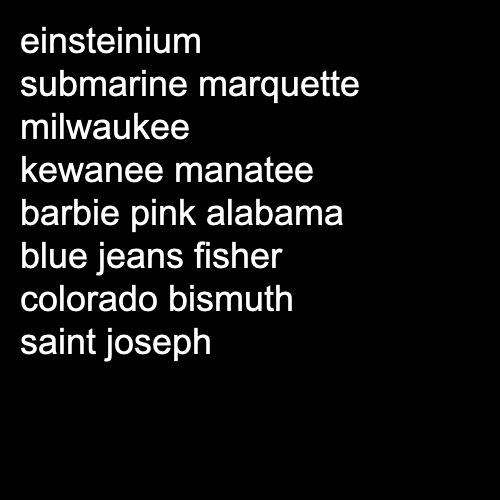 einsteinium
submarine marquette
milwaukee
kewanee manatee
barbie pink alabama
blue jeans fisher
colorado bismuth
saint joseph